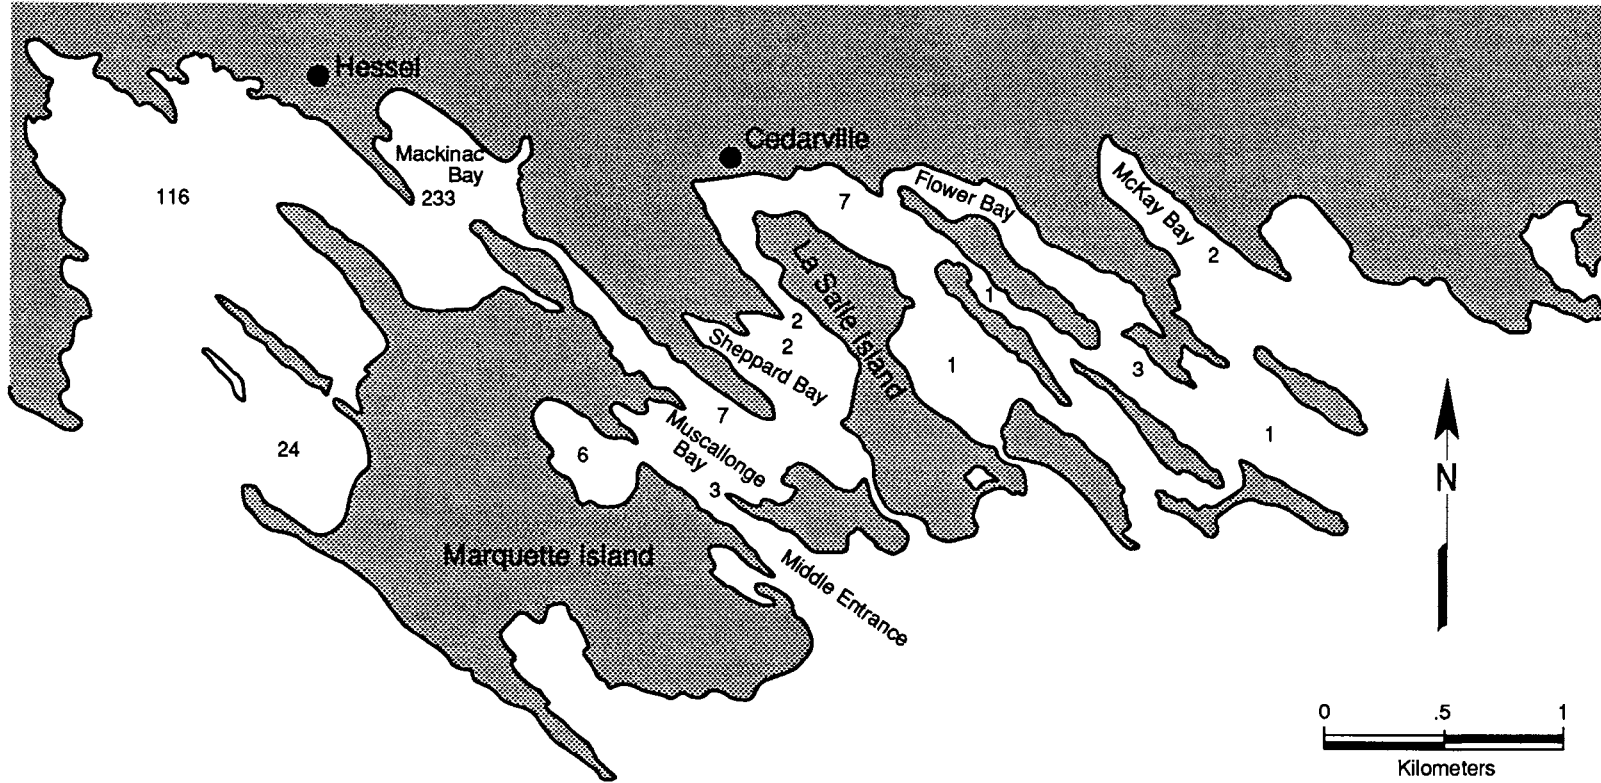 Hessel
Cedarville
Mackinac
Bay
233
116
7
Flower Bay
McKay Bay
2
La Salle Island
1
2
2
Sheppard Bay
1
3
7
Muscallonge
Bay
6
3
24
1
N
Marquette Island
Middle Entrance
0 .5 1
Kilometers